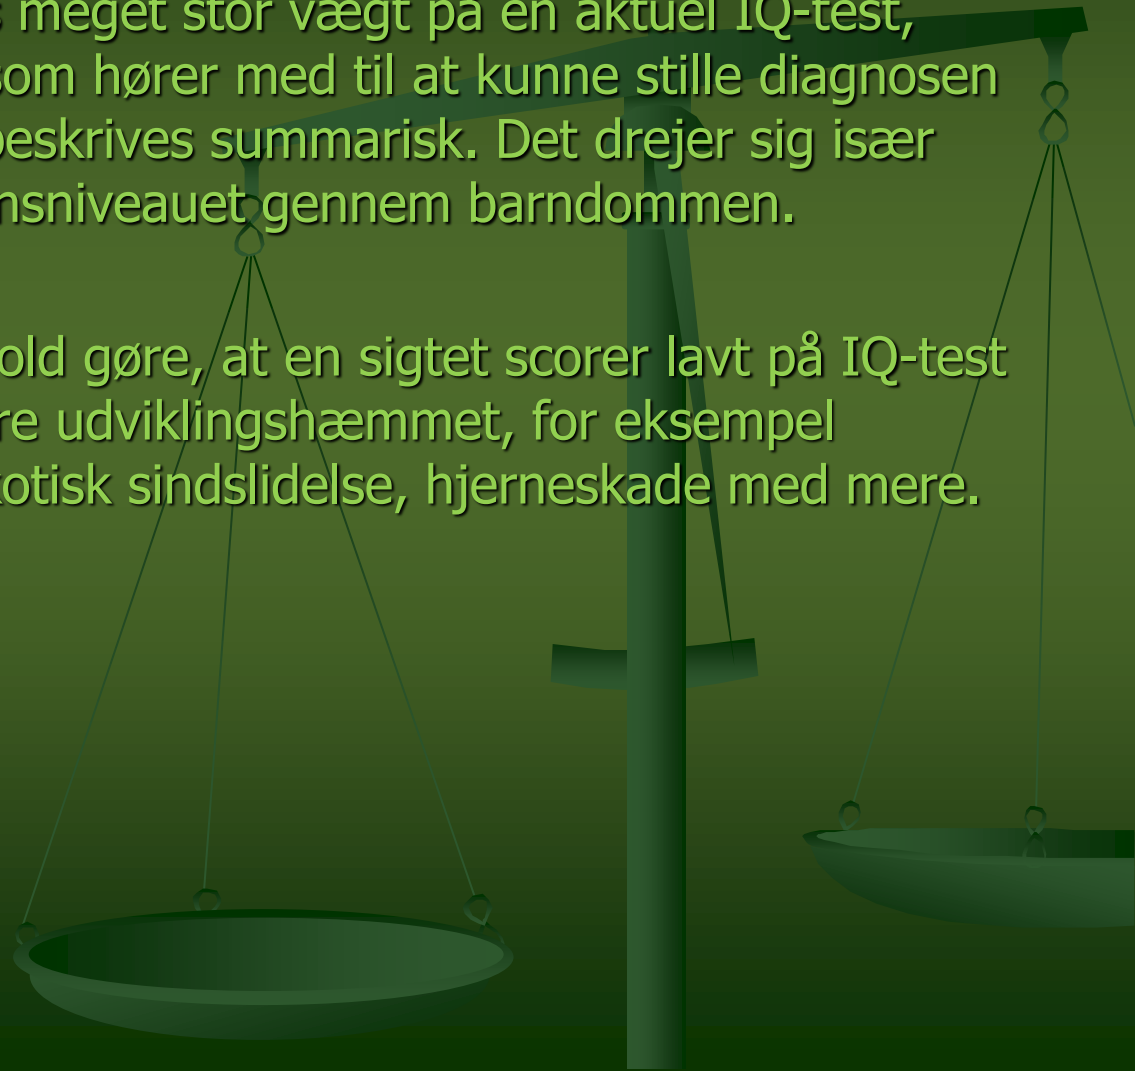 meget stor vægt på en aktuel IQ-test,
som hører med til at kunne stille diagnosen
beskrives summarisk. Det drejer sig især
nsniveauet gennem barndommen.
old gøre, at en sigtet scorer lavt på IQ-test
re udviklingshæmmet, for eksempel
kotisk sindslidelse, hjerneskade med mere.